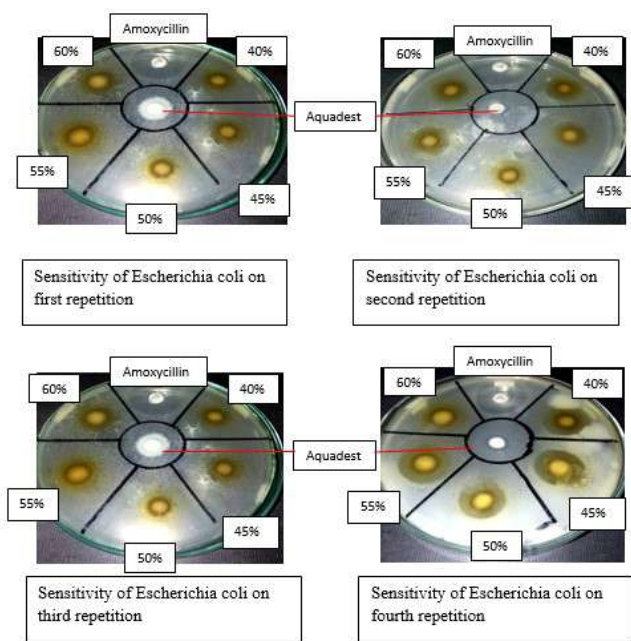 Amoxycillin
60%
40%
55%
50%
45%
Sensitivity of Escherichia coli on
first repetition
Amoxycillin
60%
40%
Aquadest
55%
50%
45%
Sensitivity of Escherichia coli on
second repetition
Amoxycillin
60%
40%
55%
50%
45%
Sensitivity of Escherichia coli on
third repetition
Amoxycillin
60%
40%
Aquadest
55%
50%
45%
Sensitivity of Escherichia coli on
fourth repetition